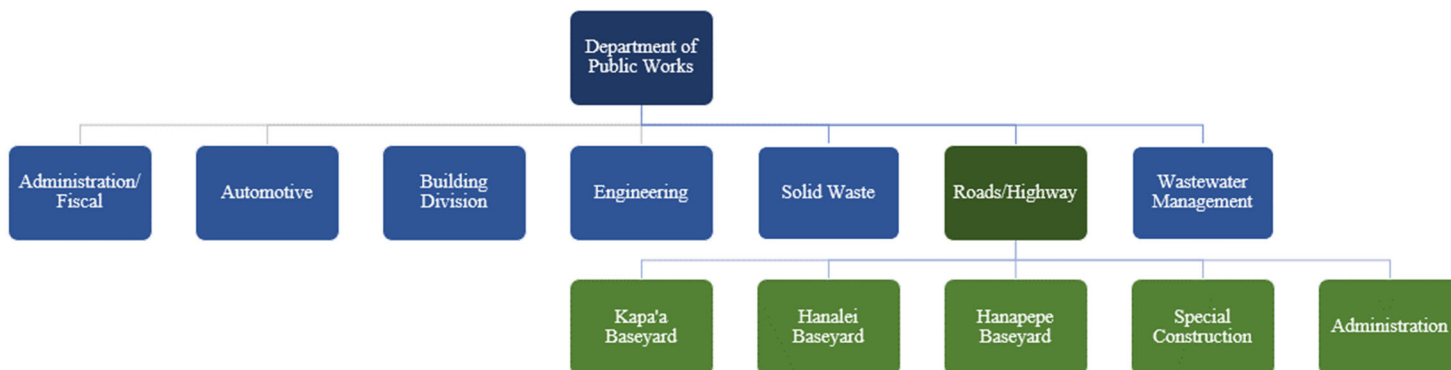 Department of
Public Works
Administration/
Fiscal
Automotive
Building
Division
Engineering
Solid Waste
Roads/Highway
Wastewater
Management
Kapa'a
Baseyard
Hanalei
Baseyard
Hanapepe
Baseyard
Special
Construction
Administration